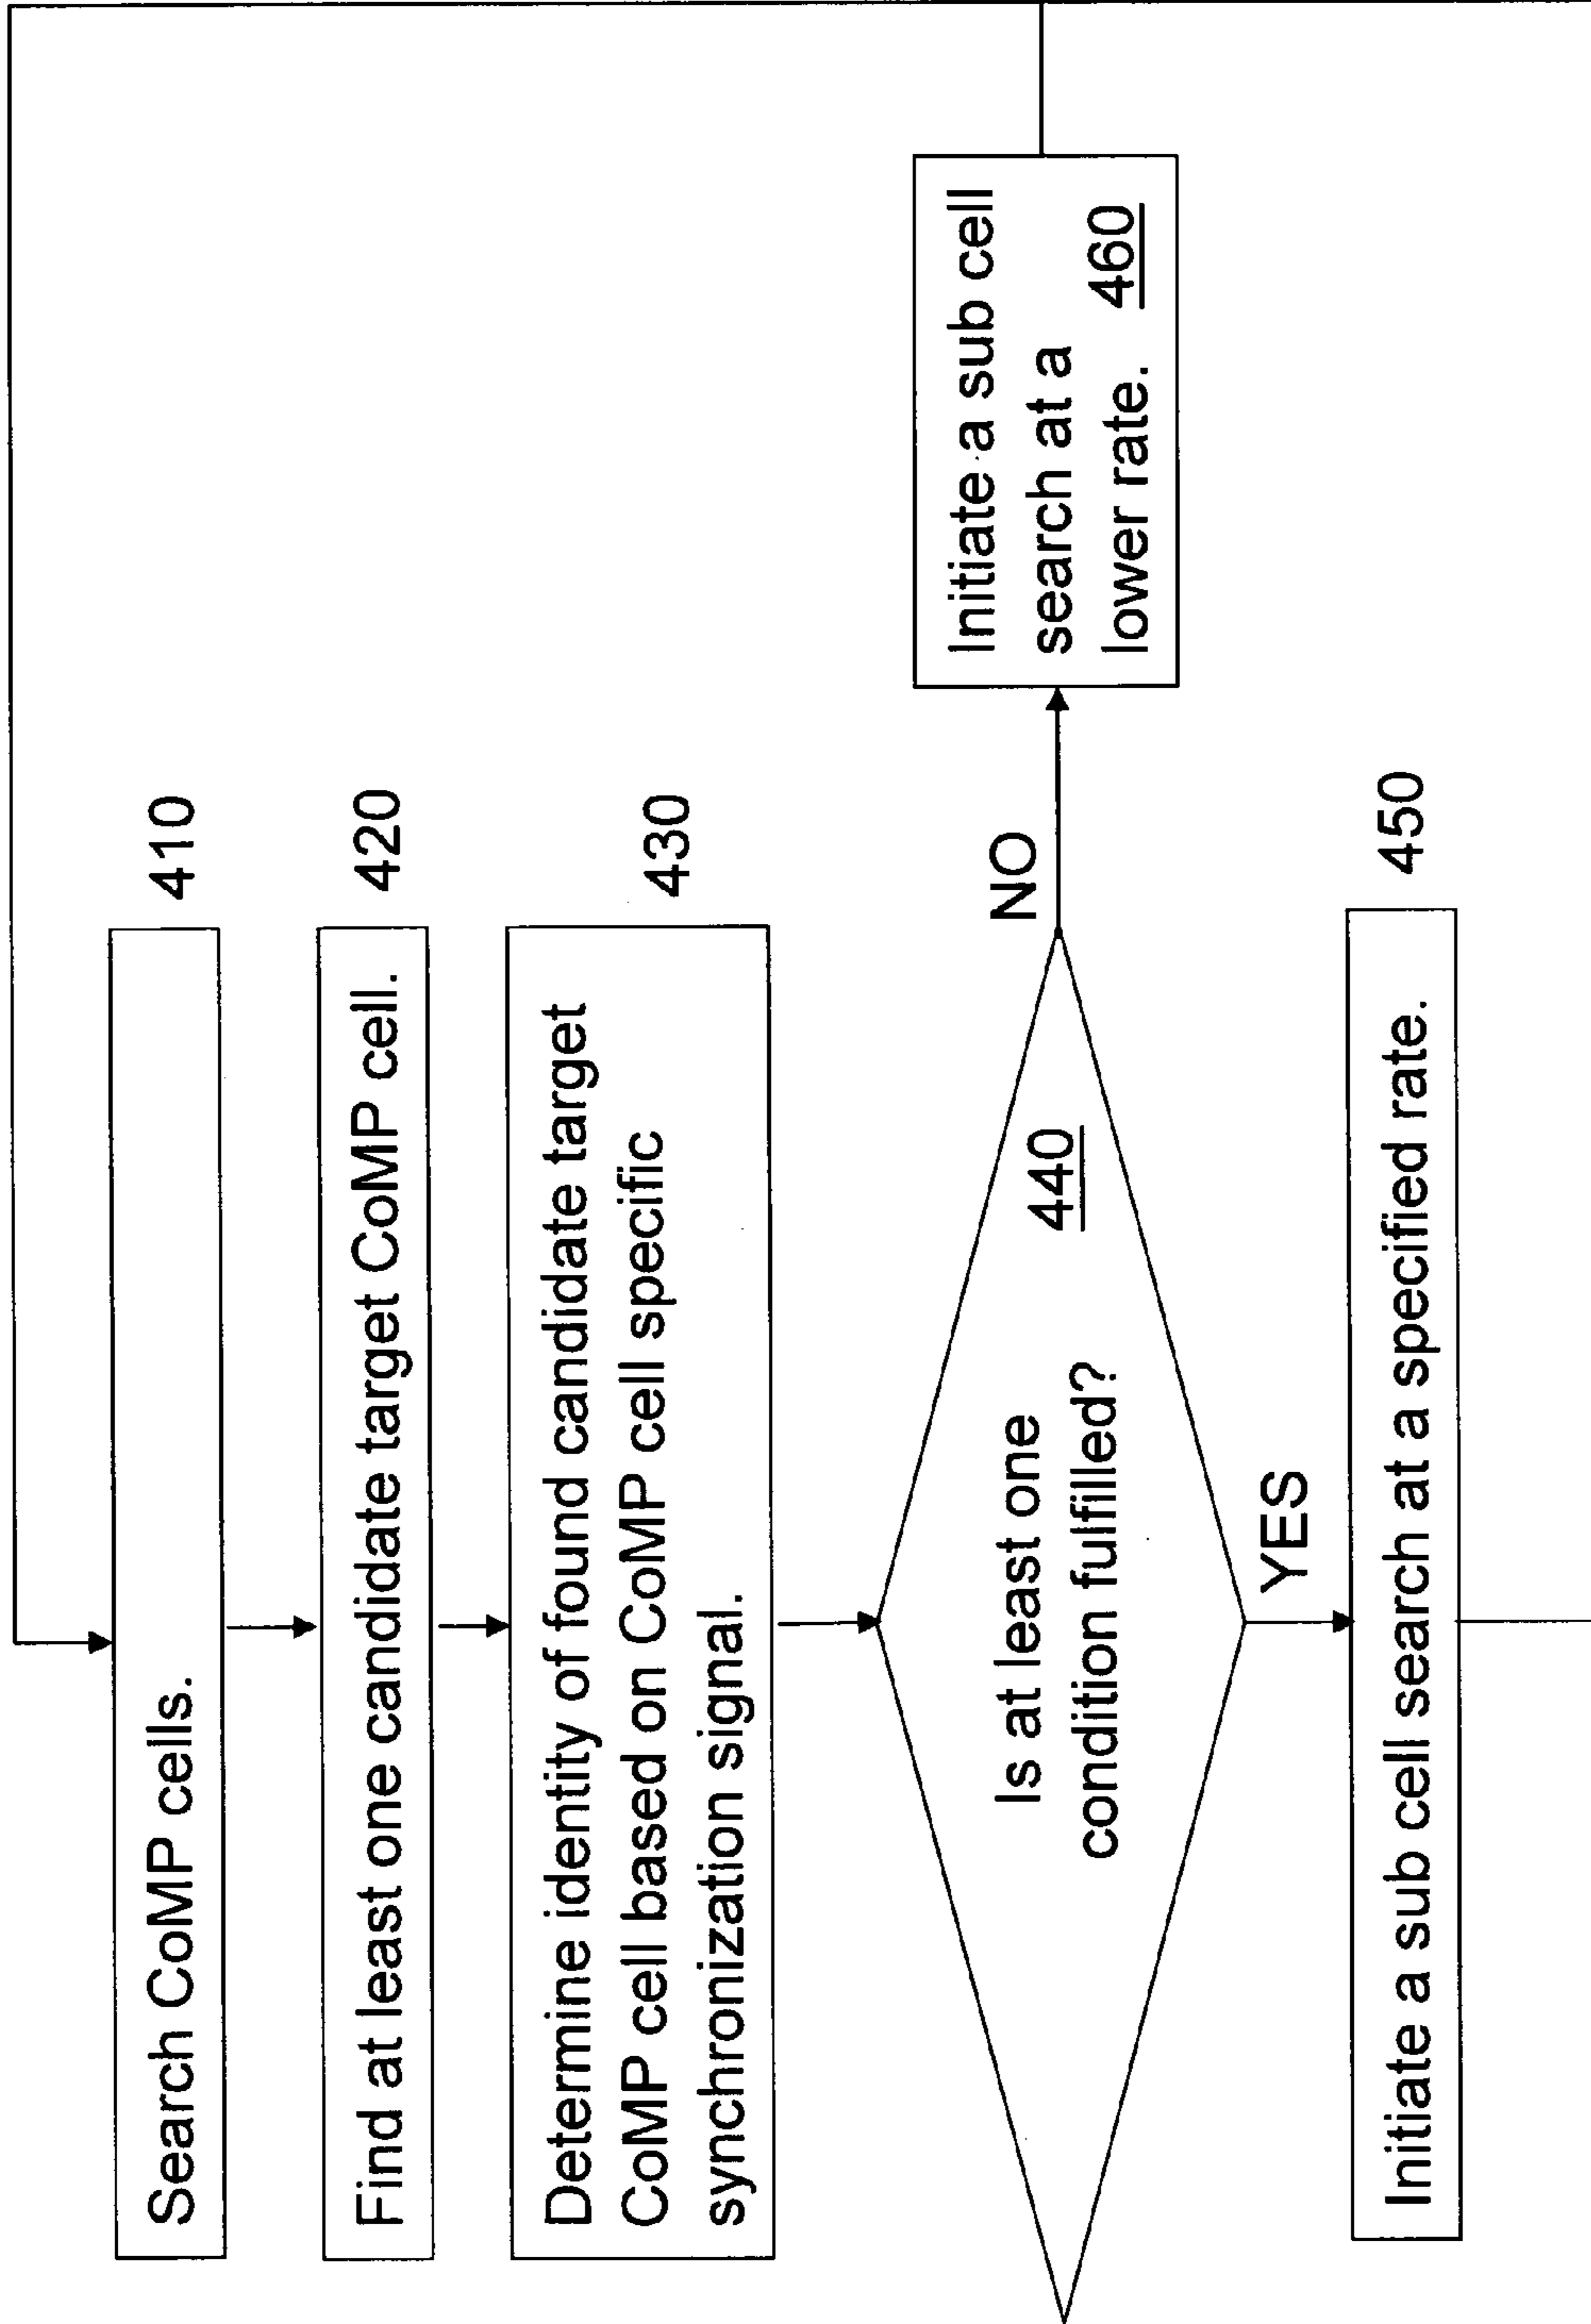 Search CoMP cells.
410
Find at least one candidate target CoMP cell.
420
Determine identity of found candidate target
CoMP cell based on CoMP cell specific
synchronization signal.
430
Is at least one
condition fulfilled?
440
NO
Initiate a sub cell
search at a
lower rate. 460
YES
Initiate a sub cell search at a specified rate.
450